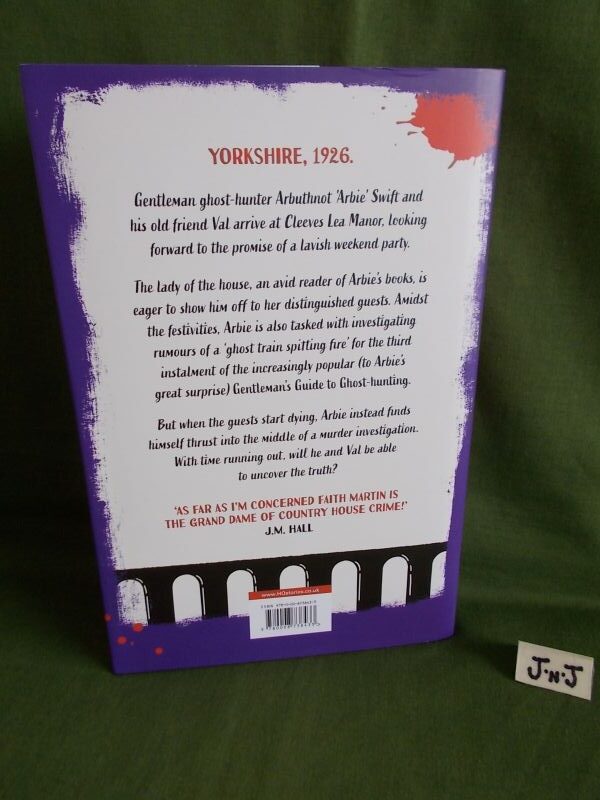 YORKSHIRE, 1926.
Gentleman ghost-hunter Arbuthnot 'Arbie' Swift and
his old friend Val arrive at Cleeves Lea Manor, looking
forward to the promise of a lavish weekend party.
The lady of the house, an avid reader of Arbie's books, is
eager to show him off to her distinguished guests. Amidst
the festivities, Arbie is also tasked with investigating
rumours of a 'ghost train spitting fire' for the third
instalment of the increasingly popular (to Arbie's
great surprise) Gentleman's Guide to Ghost-hunting.
But when the guests start dying, Arbie instead finds
himself thrust into the middle of a murder investigation.
With time running out, will he and Val be able
to uncover the truth?
'AS FAR AS I'M CONCERNED FAITH MARTIN IS
THE GRAND DAME OF COUNTRY HOUSE CRIME!'
J.M. HALL
www.HQstories.co.uk
ISBN
J·N·J